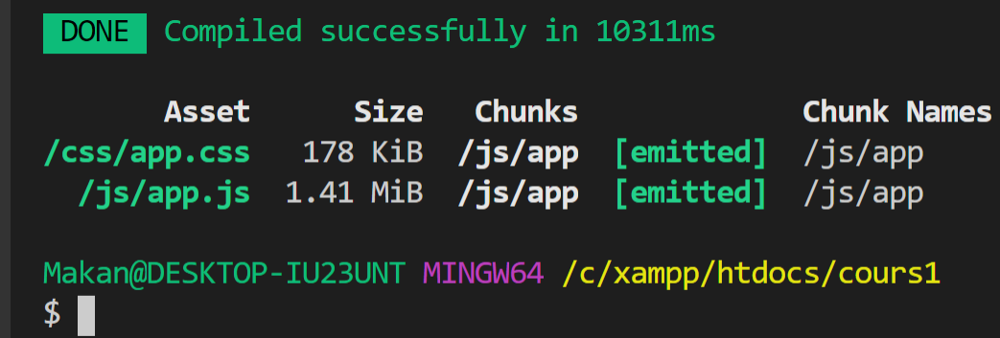 DONE Compiled successfully in 10311ms
Asset Size Chunks Chunk Names
/css/app.css 178 KiB /js/app [emitted] /js/app
/js/app.js 1.41 MiB /js/app [emitted] /js/app
Makan@DESKTOP-IU23UNT MINGW64 /c/xampp/htdocs/cours1
$